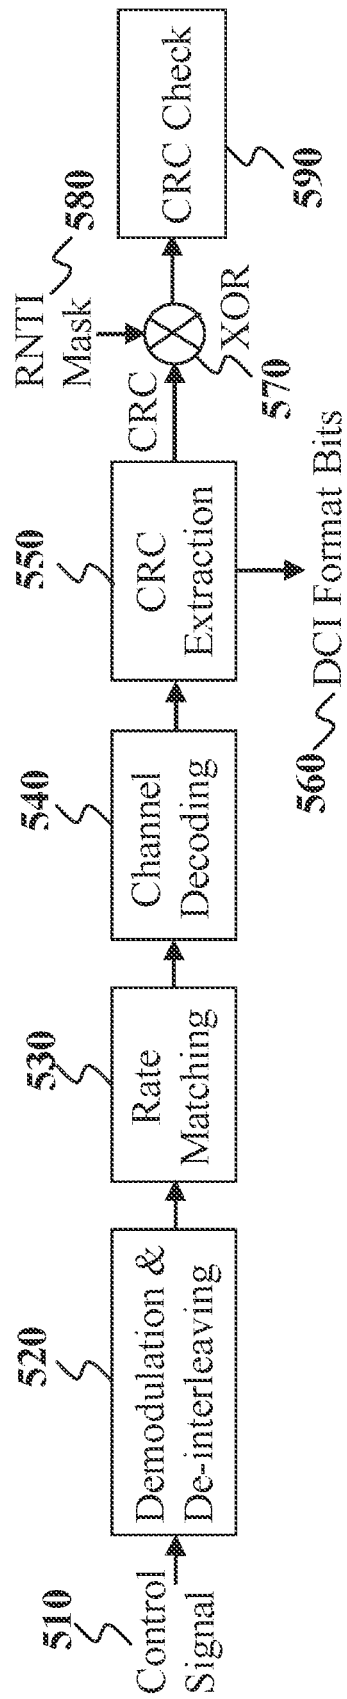 510
Control
Signal
520
Demodulation &
De-interleaving
530
Rate
Matching
540
Channel
Decoding
550
CRC
Extraction
560
DCI Format Bits
CRC
RNTI
Mask
580
XOR
570
CRC Check
590